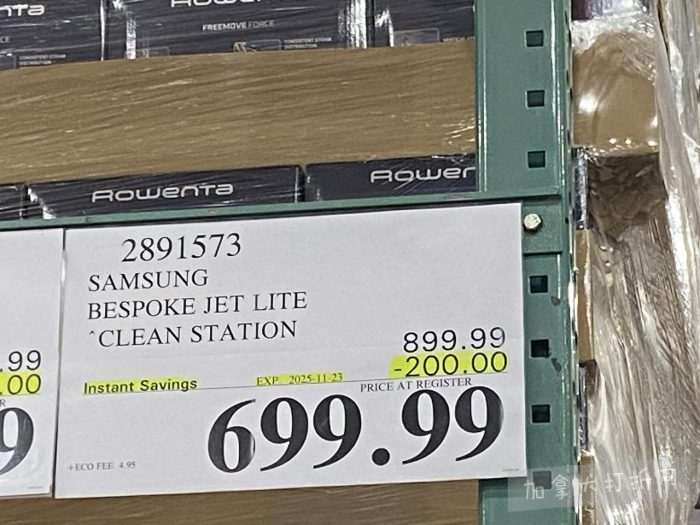 Rowenta
FREEMOVE FORCE
Rowenta
Rowen
2891573
SAMSUNG
BESPOKE JET LITE
^CLEAN STATION
899.99
-200.00
Instant Savings
EXP. 2025-11-23
PRICE AT REGISTER
699.99
+ECO FEE 4.95
.99
.00
9
加拿大打折网